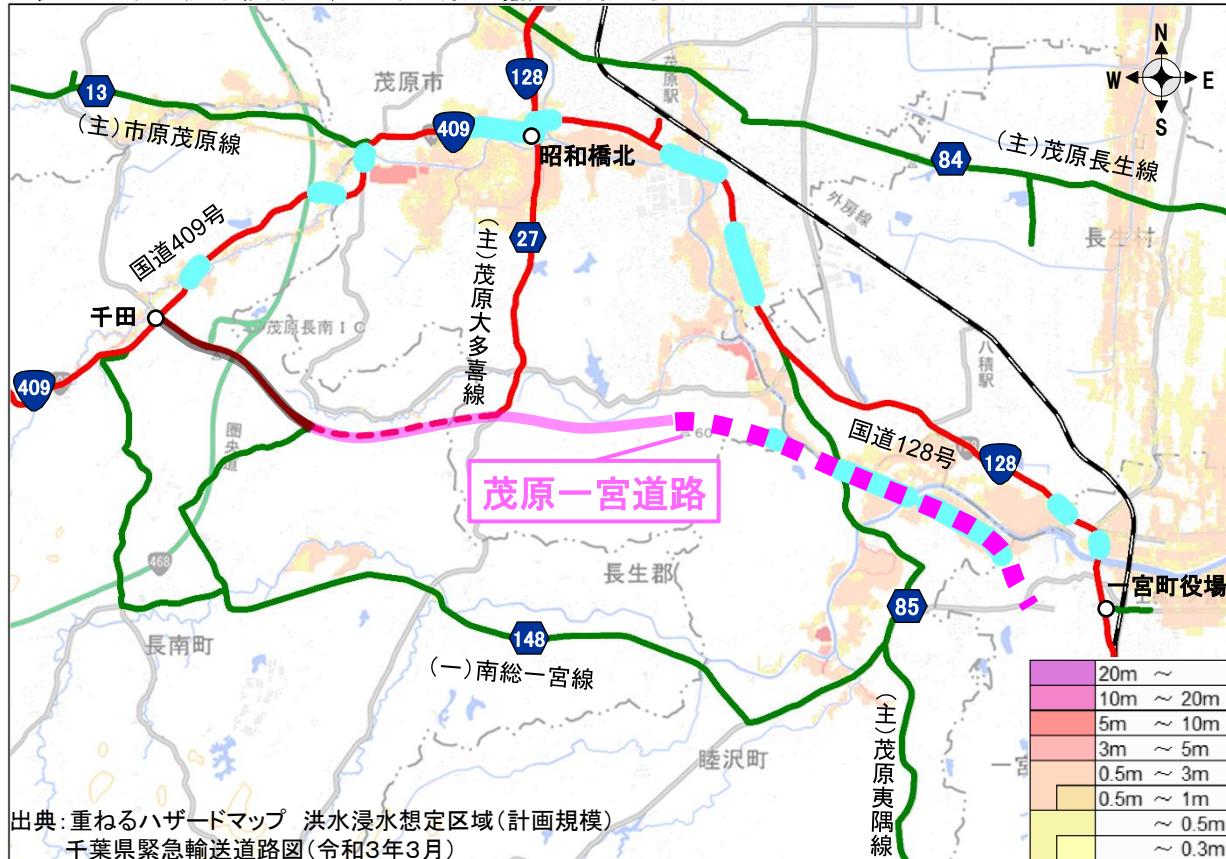 N
W E
S
茂原市
茂原駅
128
13
(主)市原茂原線
409
昭和橋北
84
(主)茂原長生線
外房線
長生村
国道409号
(主)茂原大多喜線
27
千田
茂原長南IC
八積駅
409
圏央道
国道128号
128
60
茂原一宮道路
468
長生郡
85
一宮町役場
長南町
148
(一)南総一宮線
(主)茂原夷隅線
睦沢町
一宮
20m ～
10m ～ 20m
5m ～ 10m
3m ～ 5m
0.5m ～ 3m
0.5m ～ 1m
～ 0.5m
～ 0.3m
出典：重ねるハザードマップ 洪水浸水想定区域(計画規模)
千葉県緊急輸送道路図(令和3年3月)